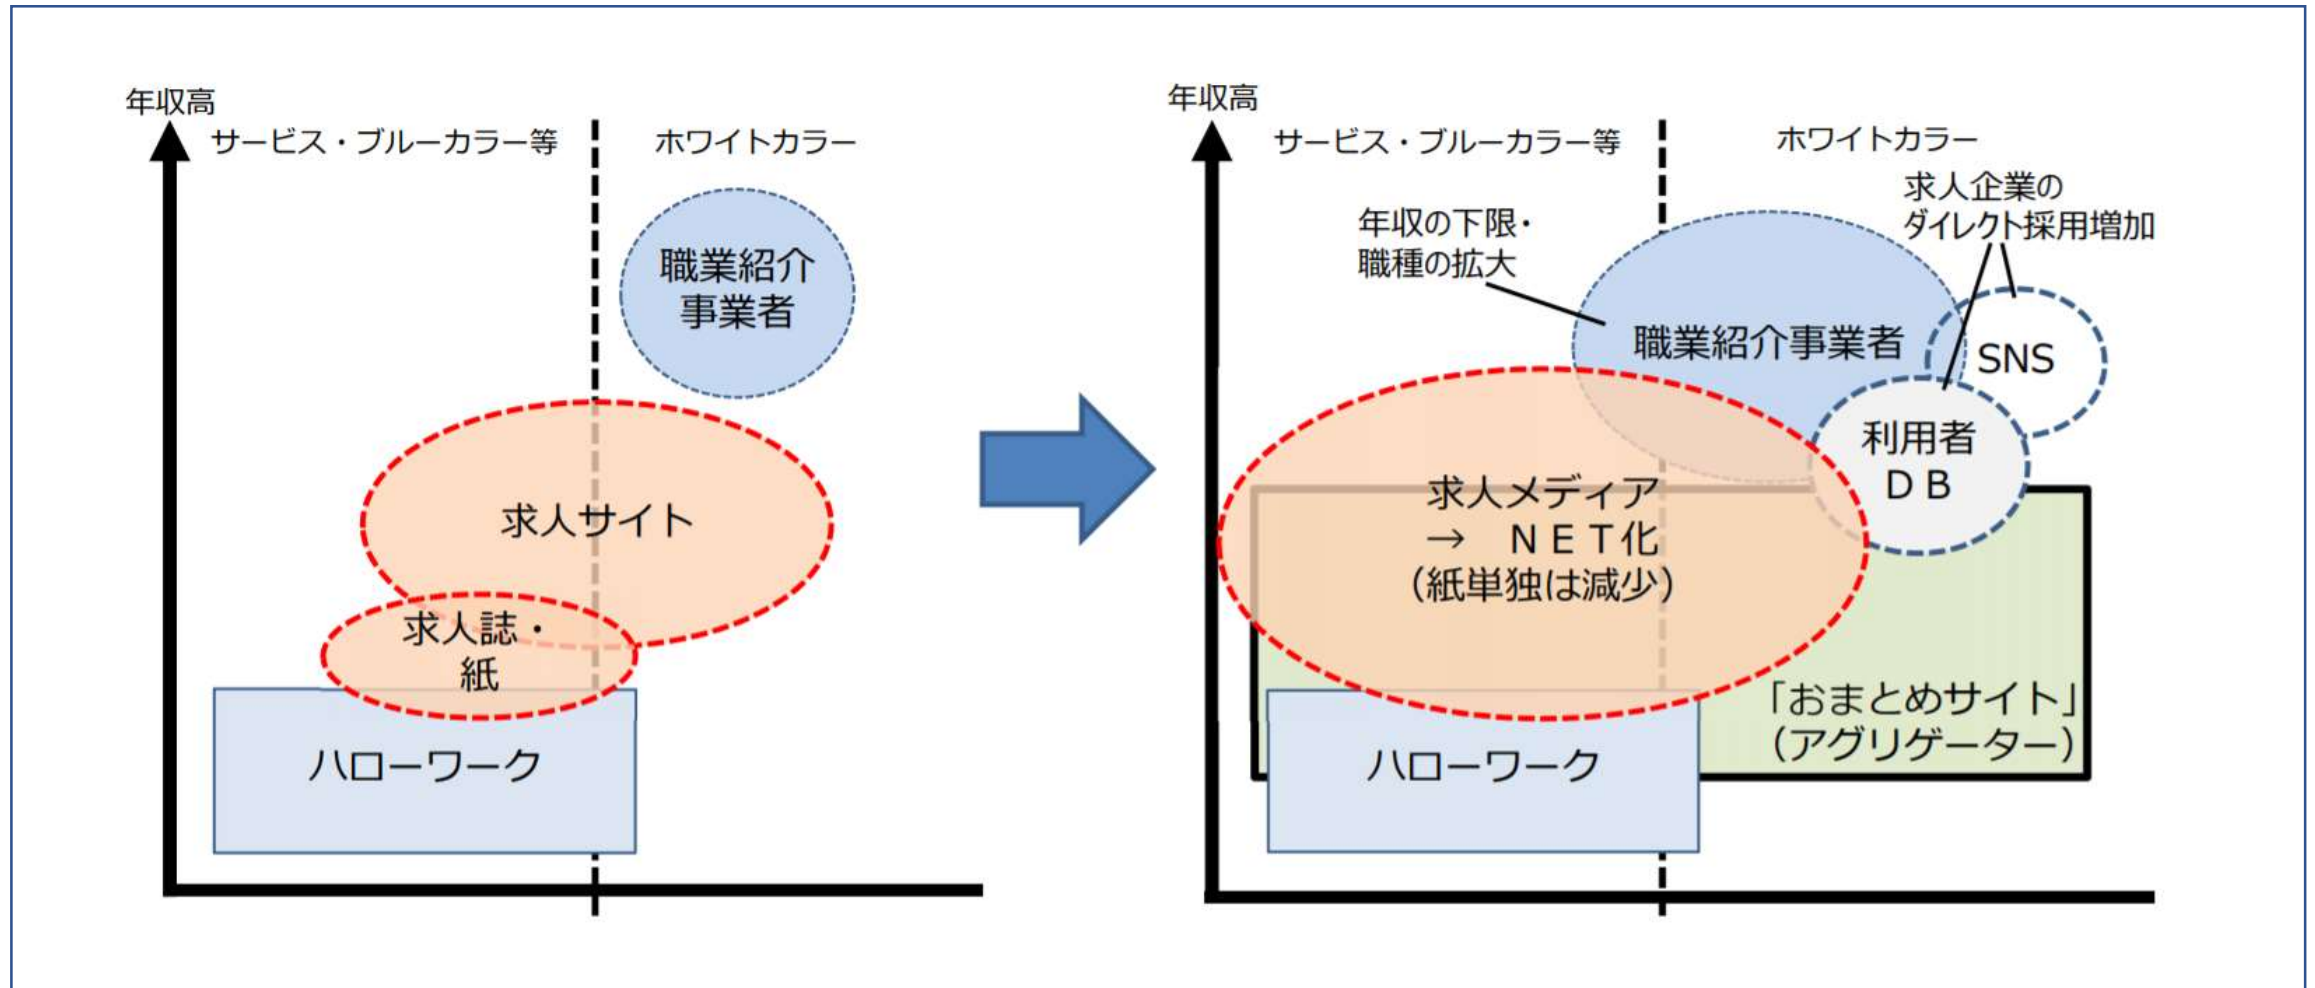 年収高
サービス・ブルーカラー等
ホワイトカラー
職業紹介
事業者
求人サイト
求人誌・
紙
ハローワーク
年収高
サービス・ブルーカラー等
ホワイトカラー
求人企業の
ダイレクト採用増加
年収の下限・
職種の拡大
職業紹介事業者
SNS
利用者
ＤＢ
求人メディア
→　ＮＥＴ化
（紙単独は減少）
「おまとめサイト」
（アグリゲーター）
ハローワーク